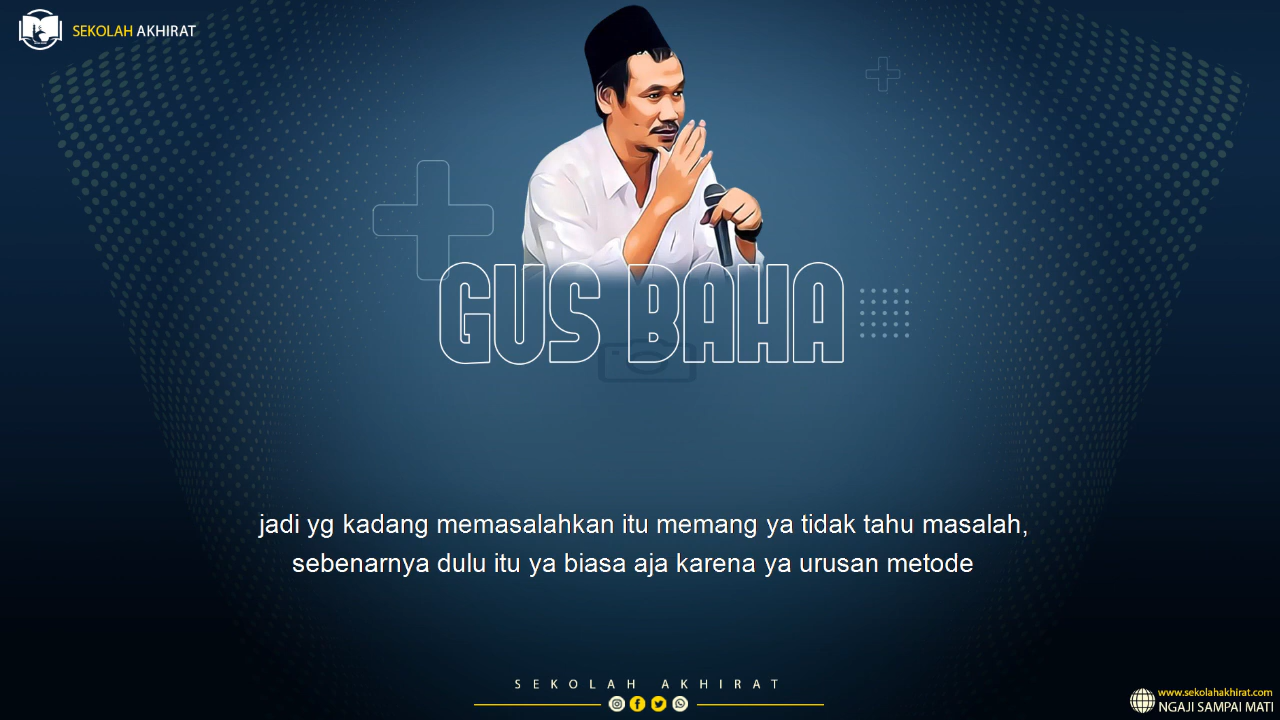 SEKOLAH AKHIRAT
GUS BAHA
jadi yg kadang memasalahkan itu memang ya tidak tahu masalah,
sebenarnya dulu itu ya biasa aja karena ya urusan metode
SEKOLAH AKHIRAT
www.sekolahakhirat.com
NGAJI SAMPAI MATI